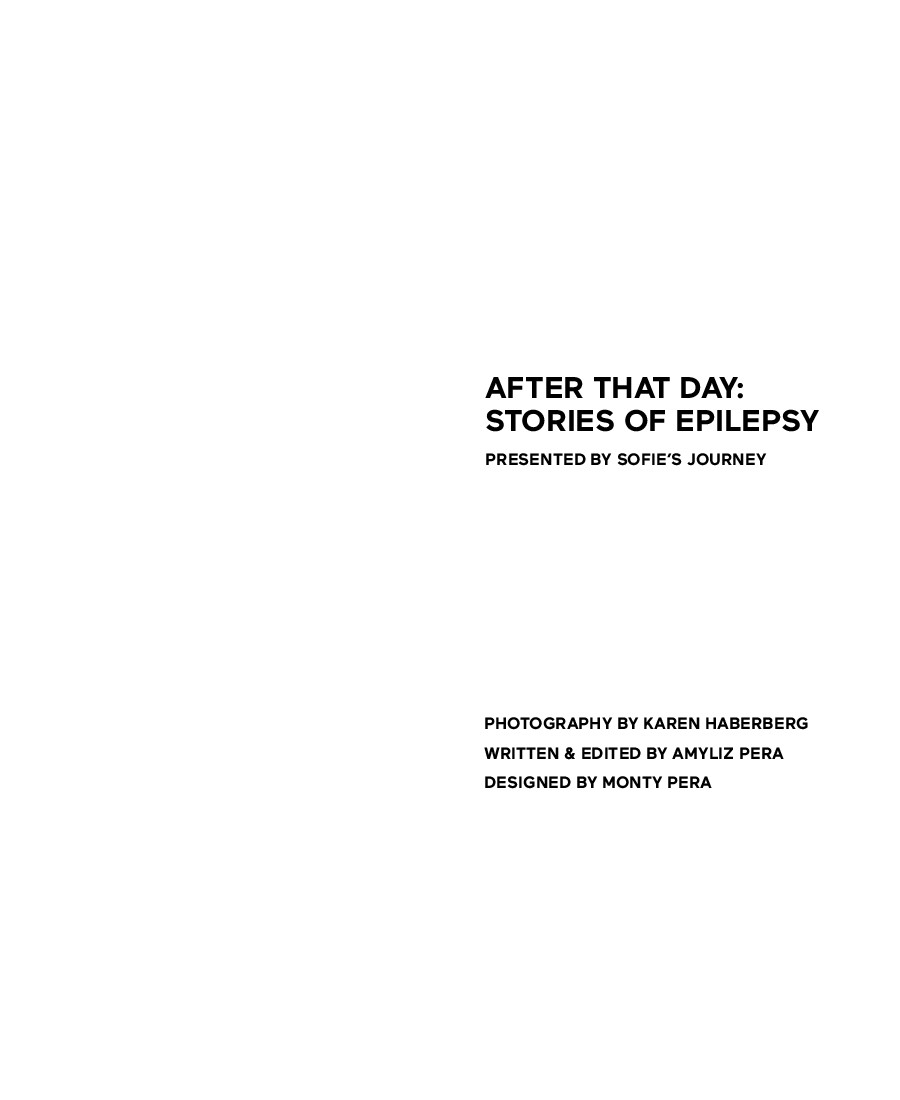 AFTER THAT DAY:
STORIES OF EPILEPSY
PRESENTED BY SOFIE’S JOURNEY
PHOTOGRAPHY BY KAREN HABERBERG
WRITTEN & EDITED BY AMYLIZ PERA
DESIGNED BY MONTY PERA